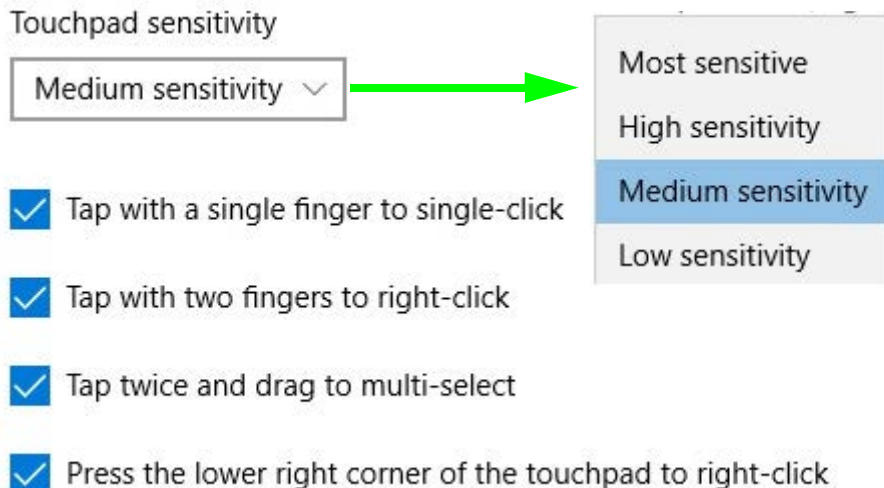 Touchpad sensitivity
Medium sensitivity
Most sensitive
High sensitivity
Medium sensitivity
Low sensitivity
Tap with a single finger to single-click
Tap with two fingers to right-click
Tap twice and drag to multi-select
Press the lower right corner of the touchpad to right-click